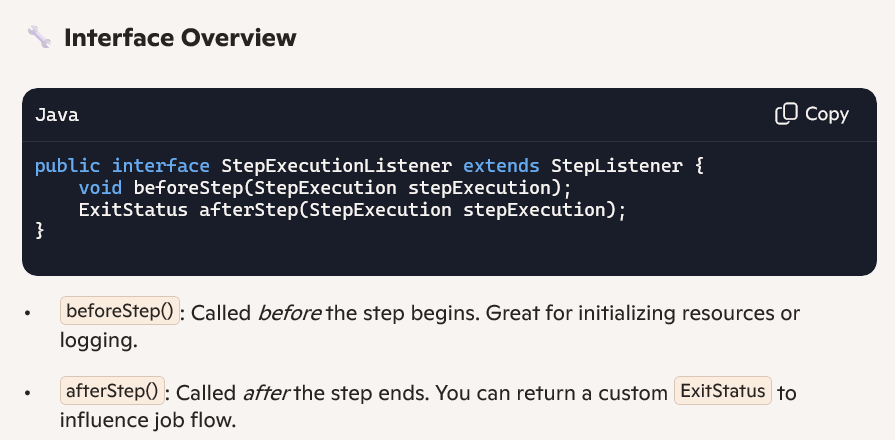 🔧 Interface Overview
Java
Copy
public interface StepExecutionListener extends StepListener {
    void beforeStep(StepExecution stepExecution);
    ExitStatus afterStep(StepExecution stepExecution);
}
• beforeStep(): Called before the step begins. Great for initializing resources or
logging.
• afterStep(): Called after the step ends. You can return a custom ExitStatus to
influence job flow.